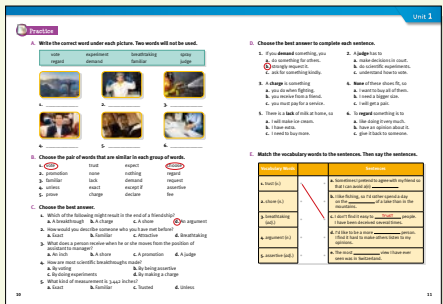 Unit 1
Practice
A. Write the correct word under each picture. Two words will not be used.
vote experiment breathtaking spray
regard demand familiar judge
1.
2.
3.
4.
5.
6.
B. Choose the pair of words that are similar in each group of words.
1. vote trust expect choose
2. promotion none nothing regard
3. familiar lack demand request
4. unless exact except if assertive
5. prove charge declare fee
C. Choose the best answer.
1. Which of the following might result in the end of a friendship?
a. A breakthrough b. A charge c. A shore d. An argument
2. How would you describe someone who you have met before?
a. Exact b. Familiar c. Attractive d. Breathtaking
3. What does a person receive when he or she moves from the position of
assistant to manager?
a. An inch b. A shore c. A promotion d. A judge
4. How are most scientific breakthroughs made?
a. By voting b. By being assertive
c. By doing experiments d. By making a charge
5. What kind of measurement is 3.442 inches?
a. Exact b. Familiar c. Trusted d. Unless
10
D. Choose the best answer to complete each sentence.
1. If you demand something, you
a. do something for others.
b. strongly request it.
c. ask for something kindly.
2. A judge has to
a. make decisions in court.
b. do scientific experiments.
c. understand how to vote.
3. A charge is something
a. you do when fighting.
b. you receive from a friend.
c. you must pay for a service.
4. None of these shoes fit, so
a. I want to buy all of them.
b. I need a bigger size.
c. I will get a pair.
5. There is a lack of milk at home, so
a. I will make ice cream.
b. I have extra.
c. I need to buy more.
6. To regard something is to
a. like doing it very much.
b. have an opinion about it.
c. give it back to someone.
E. Match the vocabulary words to the sentences. Then say the sentences.
Vocabulary Words
Sentences
1. trust (n.)
a. Sometimes I pretend to agree with my friend so
that I can avoid a(n)
2. shore (n.)
b. I like fishing, so I'd rather spend a day
on the of a lake than in the
mountains.
3. breathtaking
(adj.)
c. I don't find it easy to trust people.
I have been deceived several times.
4. argument (n.)
d. I'd like to be a more person.
I find it hard to make others listen to my
opinions.
5. assertive (adj.)
e. The most view I have ever
seen was in Switzerland.
11